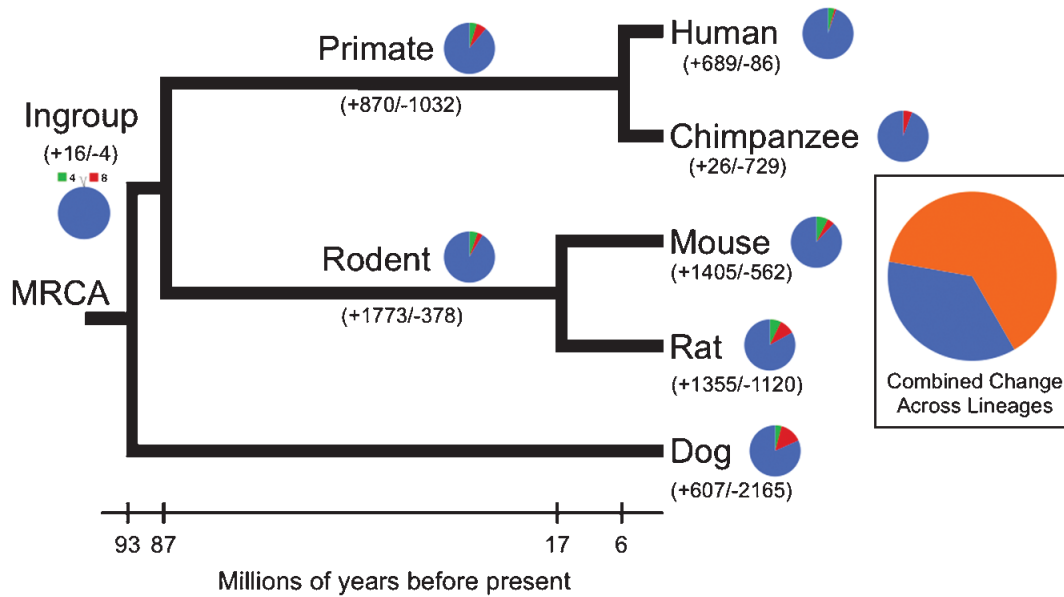 Primate
(+870/-1032)
Human
(+689/-86)
Ingroup
(+16/-4)
4 8
Chimpanzee
(+26/-729)
Rodent
(+1773/-378)
Mouse
(+1405/-562)
MRCA
Rat
(+1355/-1120)
Combined Change
Across Lineages
Dog
(+607/-2165)
93 87 17 6
Millions of years before present